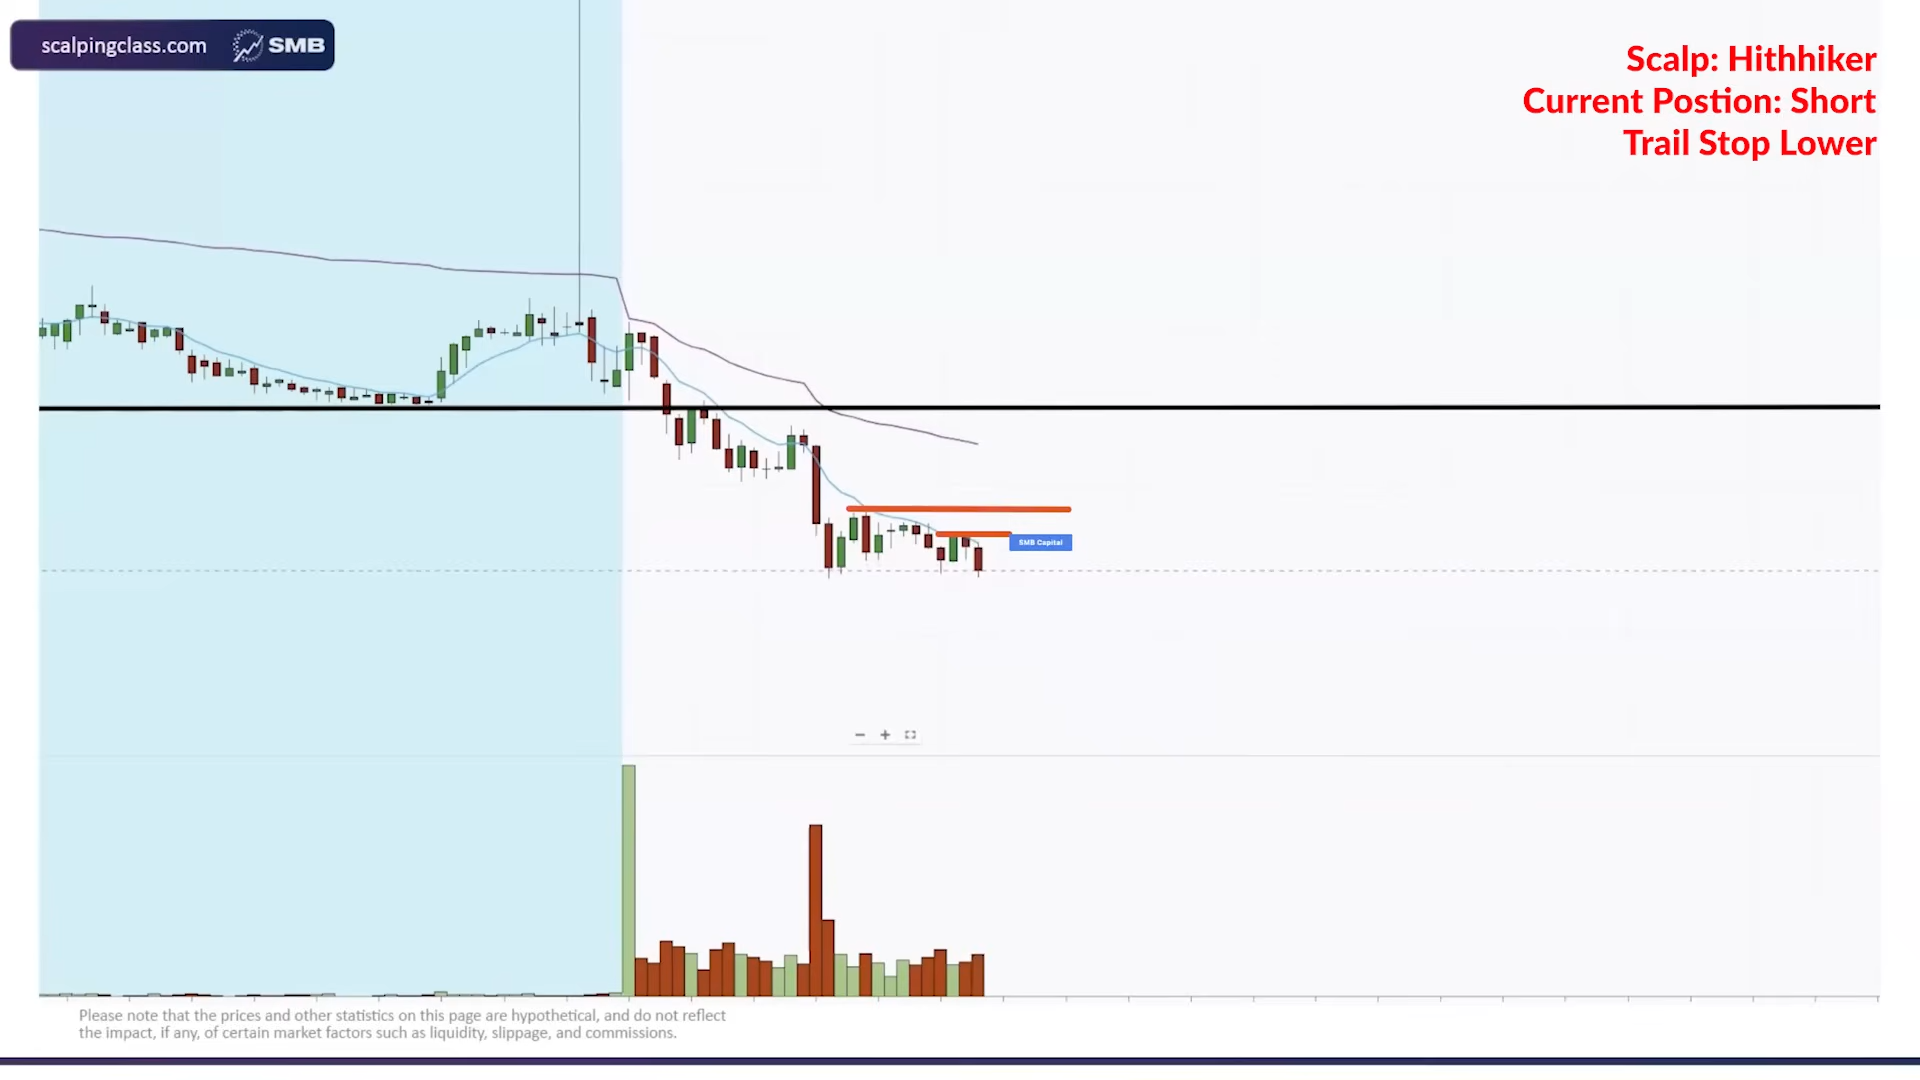 scalpingclass.com SMB
Scalp: Hithhiker
Current Postion: Short
Trail Stop Lower
SMB Capital
Please note that the prices and other statistics on this page are hypothetical, and do not reflect
the impact, if any, of certain market factors such as liquidity, slippage, and commissions.